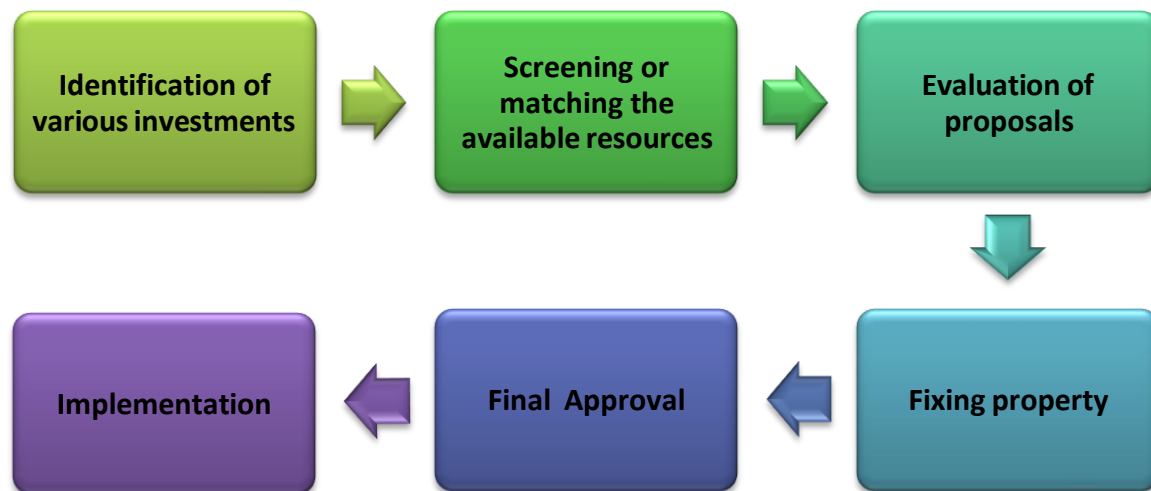 Identification of
various investments
Screening or
matching the
available resources
Evaluation of
proposals
Fixing property
Final Approval
Implementation